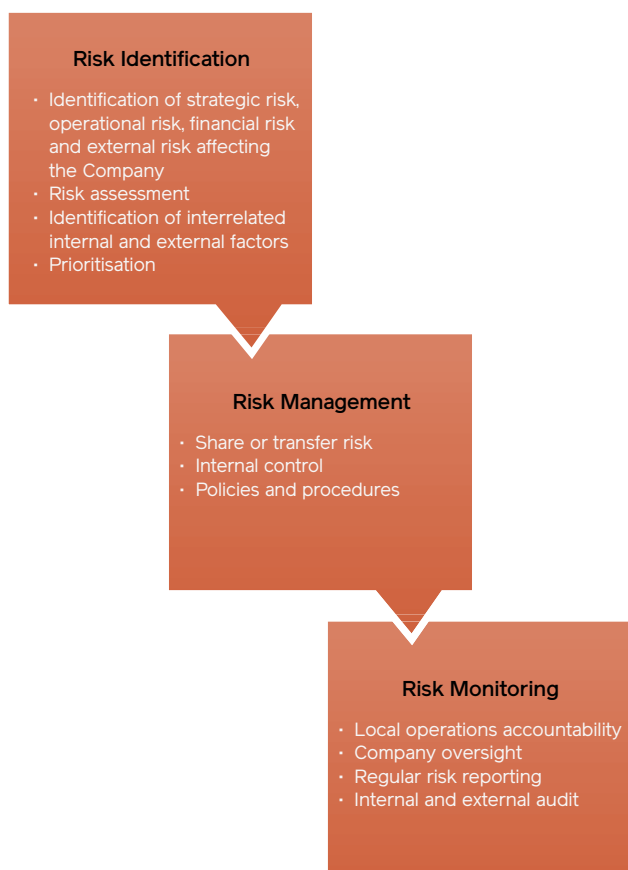 Risk Identification
· Identification of strategic risk,
operational risk, financial risk
and external risk affecting
the Company
· Risk assessment
· Identification of interrelated
internal and external factors
· Prioritisation
Risk Management
· Share or transfer risk
· Internal control
· Policies and procedures
Risk Monitoring
· Local operations accountability
· Company oversight
· Regular risk reporting
· Internal and external audit